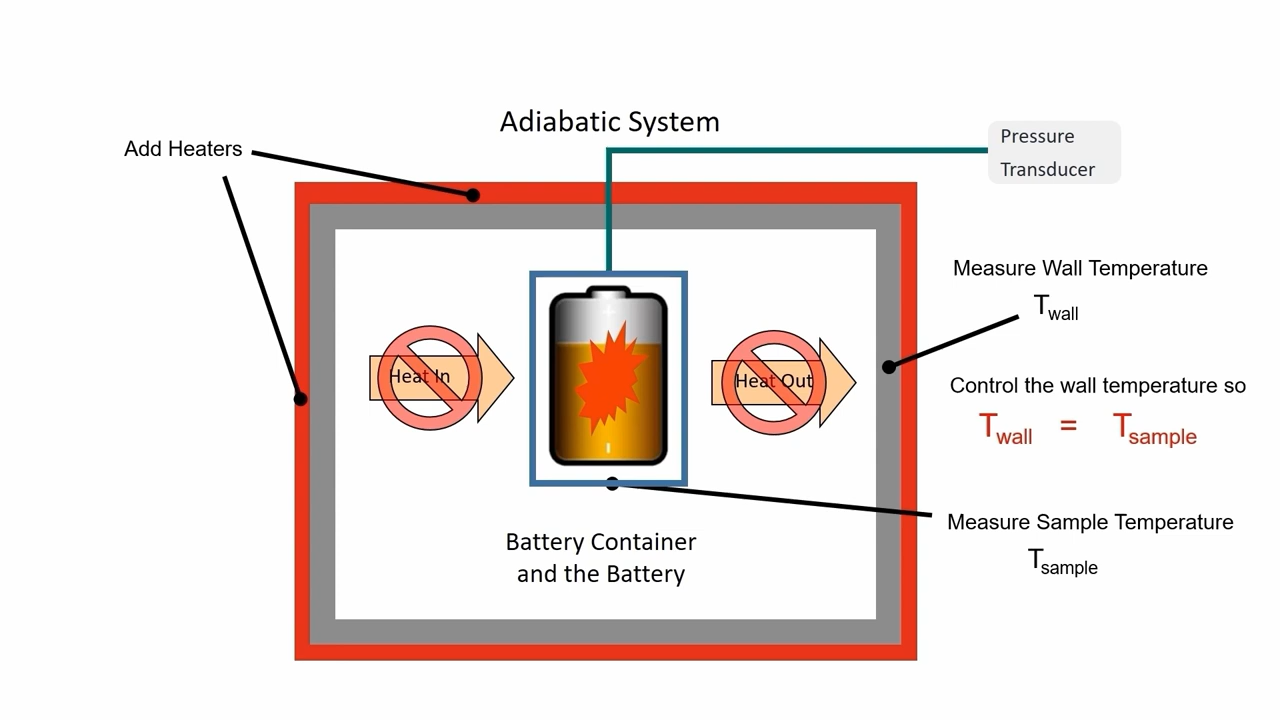 Adiabatic System
Add Heaters
Pressure
Transducer
Measure Wall Temperature
Twall
Control the wall temperature so
Twall = Tsample
Heat In
Heat Out
Measure Sample Temperature
Tsample
Battery Container
and the Battery